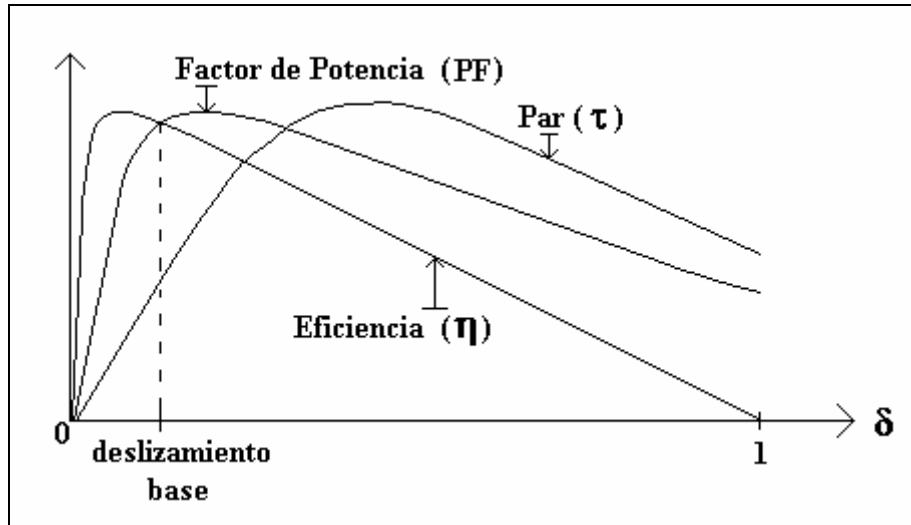 Factor de Potencia (PF)
Par (τ)
Eficiencia (η)
0
deslizamiento
base
1
δ